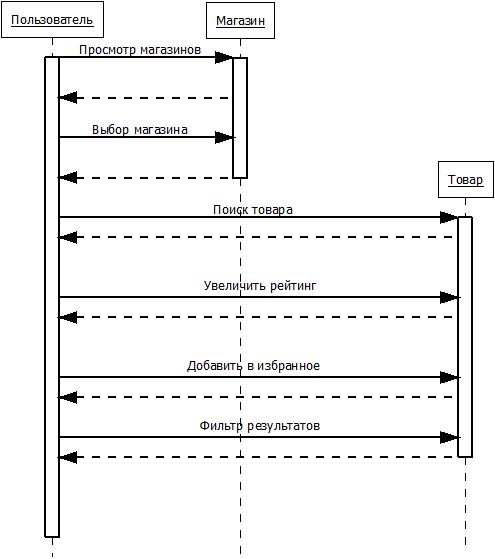 Пользователь
Магазин
Просмотр магазинов
Выбор магазина
Товар
Поиск товара
Увеличить рейтинг
Добавить в избранное
Фильтр результатов